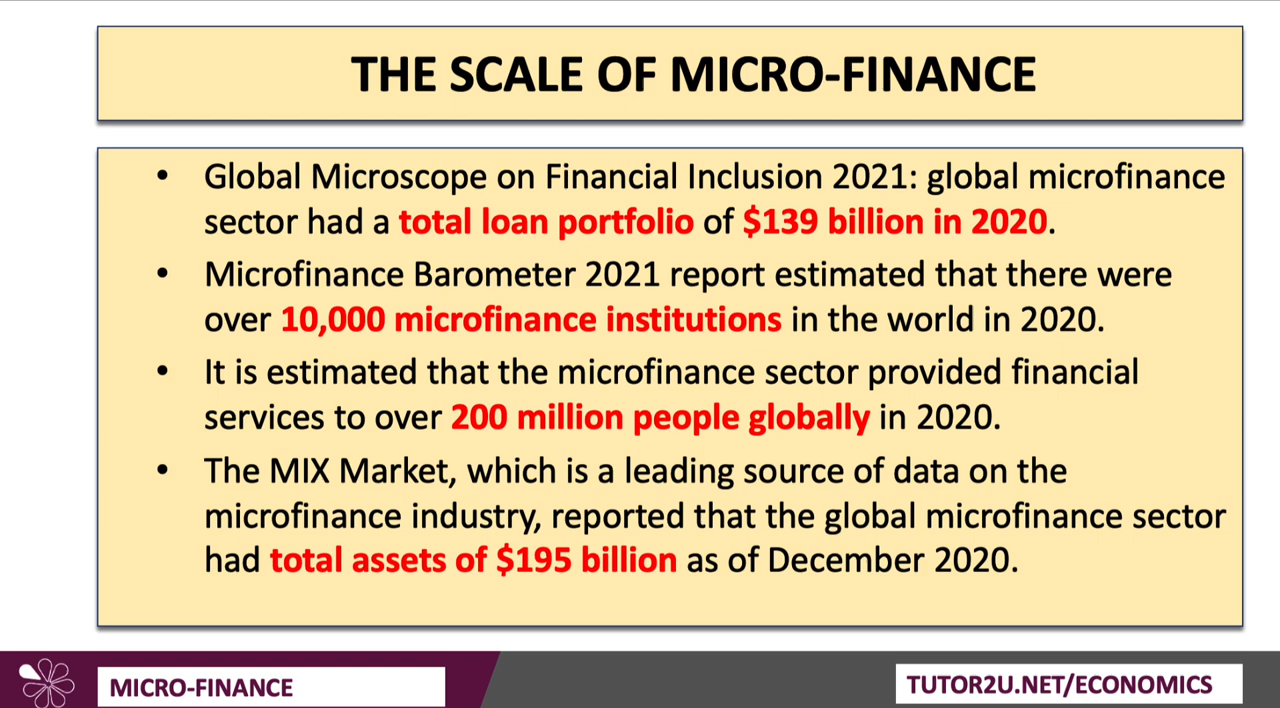 THE SCALE OF MICRO-FINANCE
• Global Microscope on Financial Inclusion 2021: global microfinance
sector had a total loan portfolio of $139 billion in 2020.
• Microfinance Barometer 2021 report estimated that there were
over 10,000 microfinance institutions in the world in 2020.
• It is estimated that the microfinance sector provided financial
services to over 200 million people globally in 2020.
• The MIX Market, which is a leading source of data on the
microfinance industry, reported that the global microfinance sector
had total assets of $195 billion as of December 2020.
MICRO-FINANCE
TUTOR2U.NET/ECONOMICS